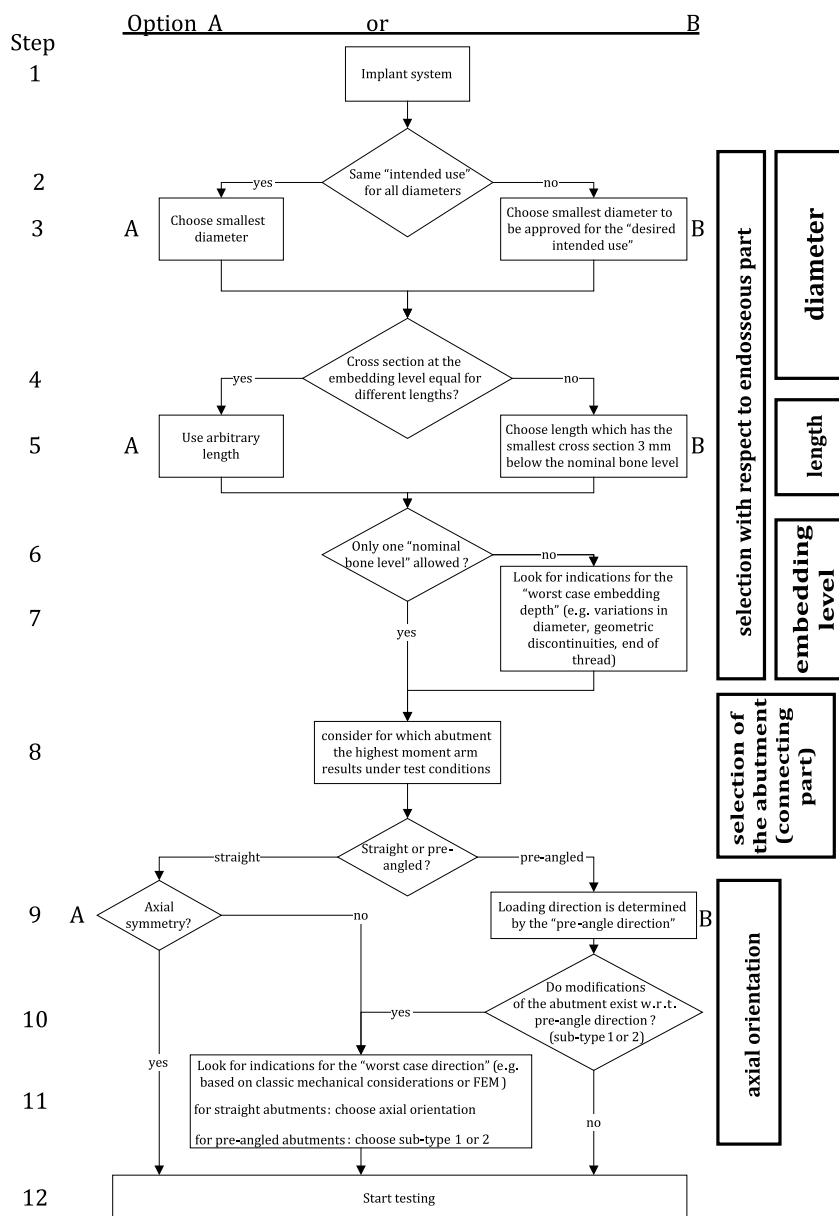 Option A or B
Step
1
Implant system
2
yes
Same “intended use”
for all diameters
no
3
A
Choose smallest
diameter
Choose smallest diameter to
be approved for the “desired
intended use”
B
4
yes
Cross section at the
embedding level equal for
different lengths?
no
5
A
Use arbitrary
length
Choose length which has the
smallest cross section 3 mm
below the nominal bone level
B
6
Only one “nominal
bone level” allowed ?
no
7
yes
Look for indications for the
“worst case embedding
depth” (e.g. variations in
diameter, geometric
discontinuities, end of
thread)
8
consider for which abutment
the highest moment arm
results under test conditions
straight
Straight or pre-
angled ?
pre-angled
9
A
Axial
symmetry?
no
Loading direction is determined
by the “pre-angle direction”
B
10
yes
Do modifications
of the abutment exist w.r.t.
pre-angle direction ?
(sub-type 1 or 2)
yes
11
Look for indications for the “worst case direction” (e.g.
based on classic mechanical considerations or FEM )
for straight abutments : choose axial orientation
for pre-angled abutments : choose sub-type 1 or 2
no
12
Start testing
selection with respect to endosseous part
diameter
length
embedding
level
selection of
the abutment
(connecting
part)
axial orientation